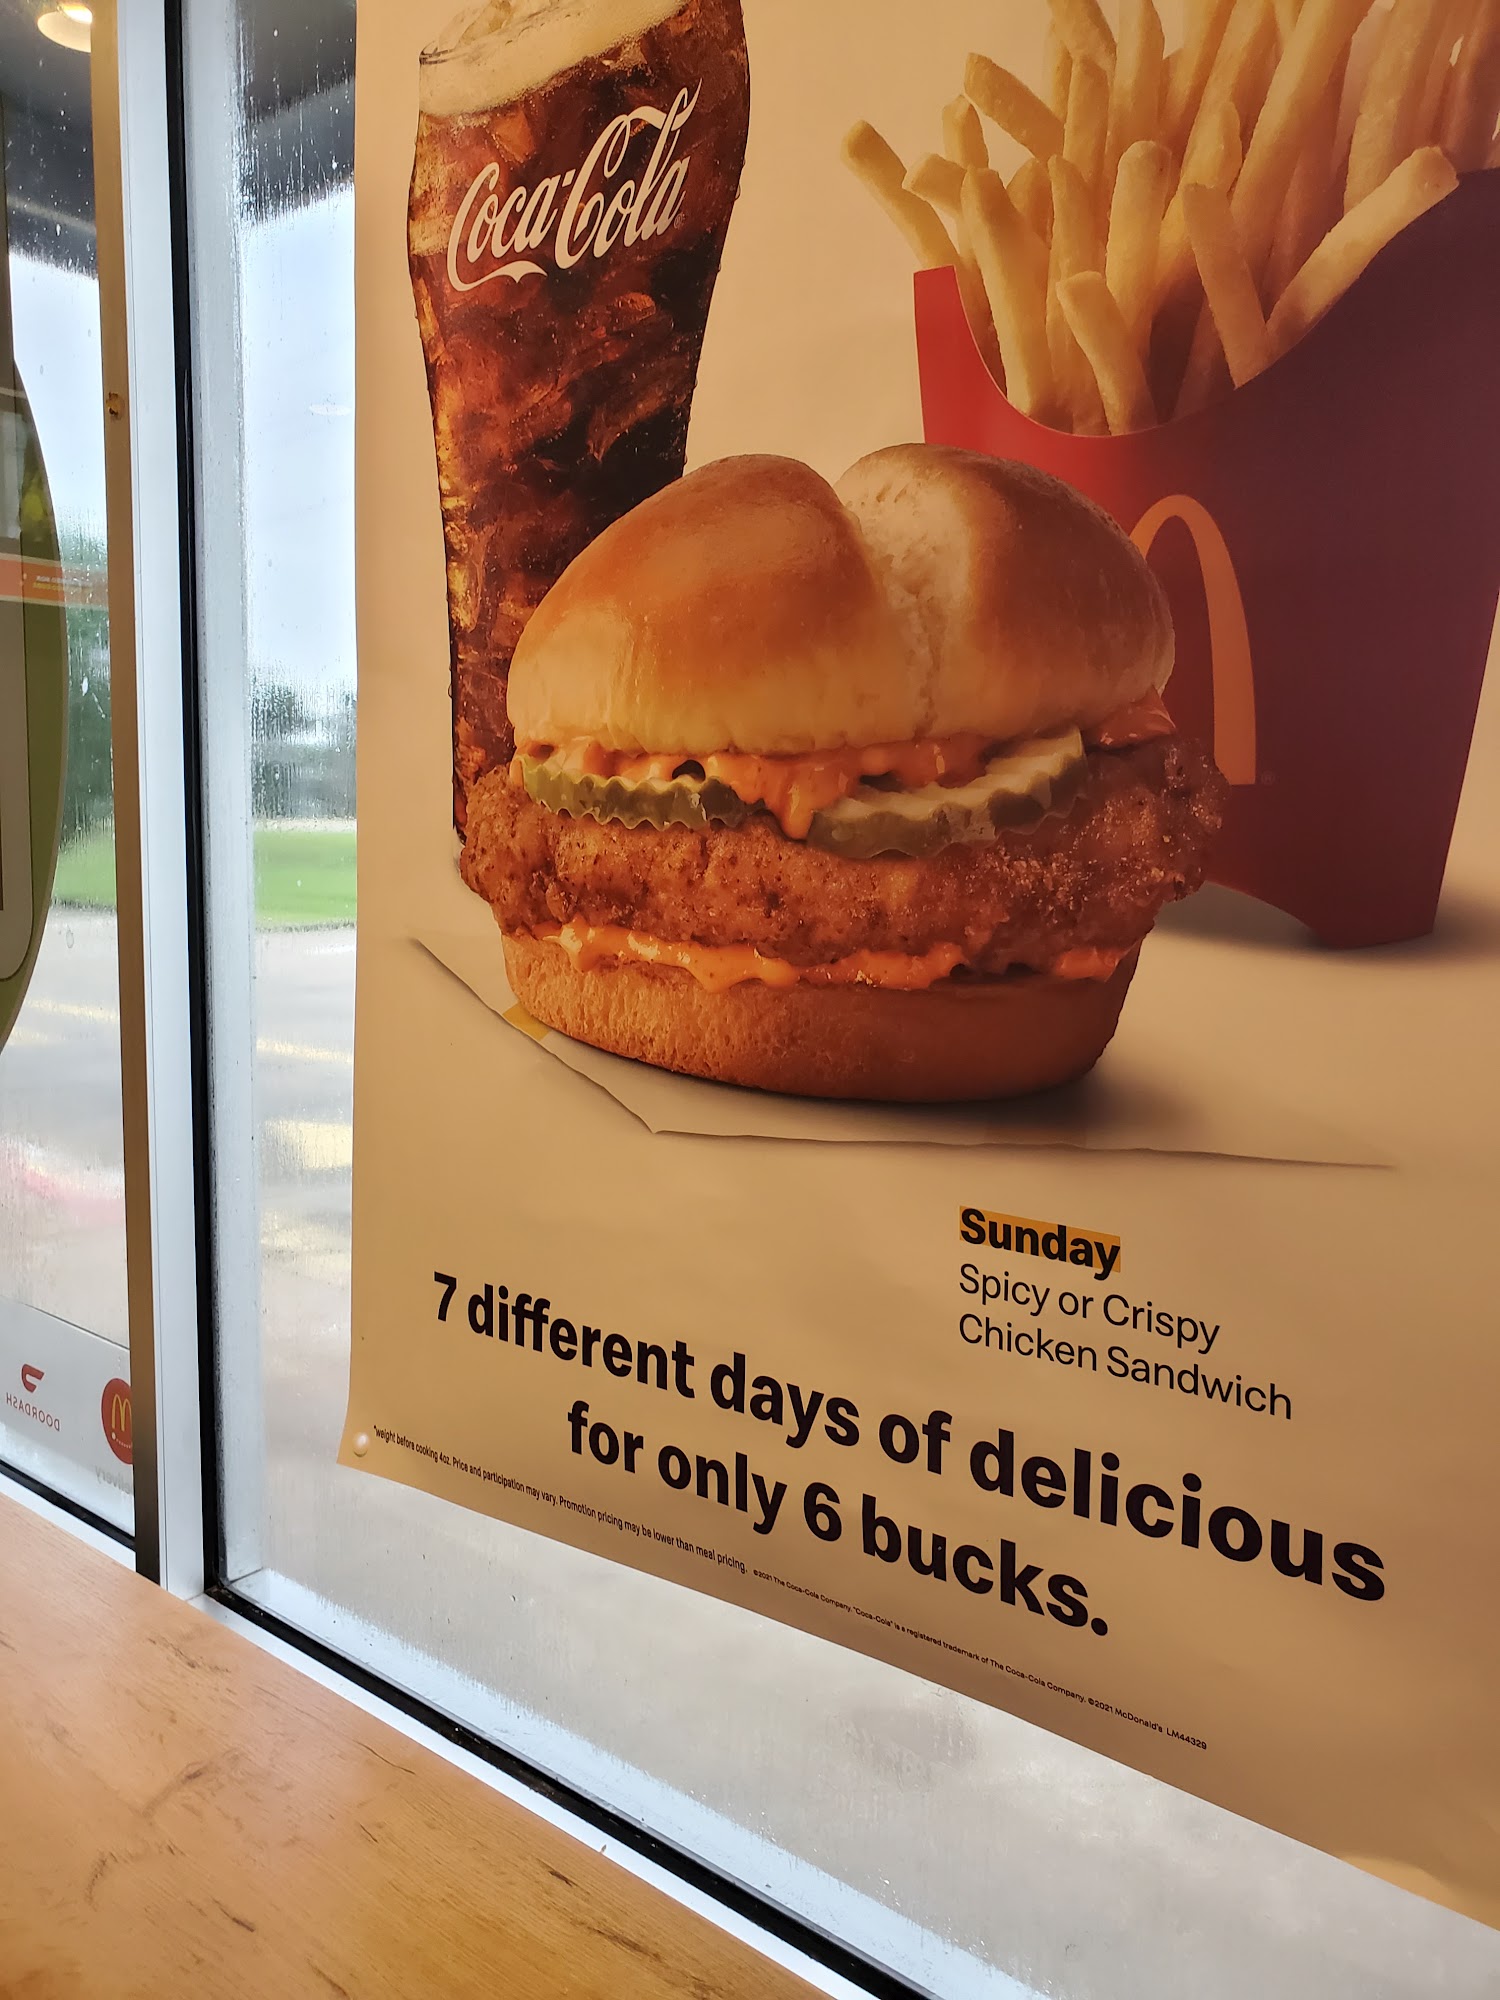 Coca-Cola
Sunday
Spicy or Crispy
Chicken Sandwich
7 different days of delicious
for only 6 bucks.
*weight before cooking 4oz. Price and participation may vary. Promotion pricing may be lower than meal pricing. ©2021 The Coca-Cola Company. "Coca-Cola" is a registered trademark of The Coca-Cola Company. ©2021 McDonald's LM44329
DOORDASH